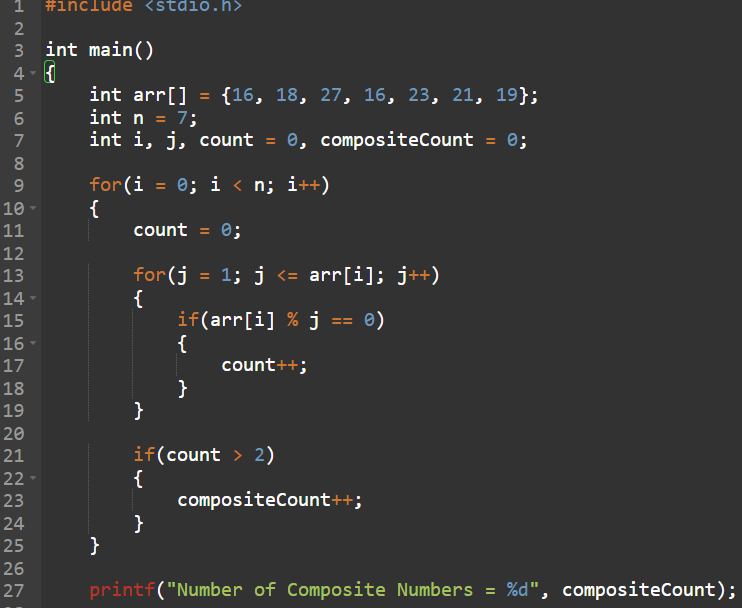 1 #include <stdio.h>
2
3 int main()
4 {
5     int arr[] = {16, 18, 27, 16, 23, 21, 19};
6     int n = 7;
7     int i, j, count = 0, compositeCount = 0;
8
9     for(i = 0; i < n; i++)
10     {
11         count = 0;
12
13         for(j = 1; j <= arr[i]; j++)
14         {
15             if(arr[i] % j == 0)
16             {
17                 count++;
18             }
19         }
20
21         if(count > 2)
22         {
23             compositeCount++;
24         }
25     }
26
27     printf("Number of Composite Numbers = %d", compositeCount);